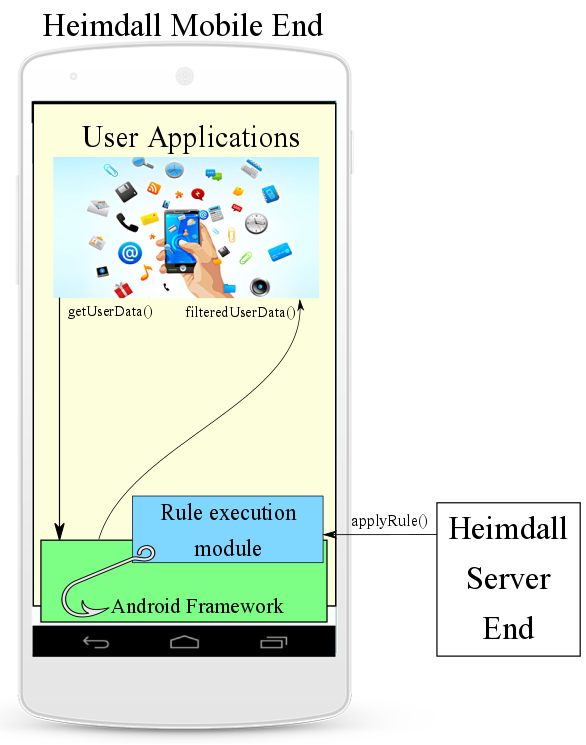 Heimdall Mobile End
User Applications
@
@
getUserData()
filteredUserData()
Rule execution
module
applyRule()
Heimdall
Server
End
Android Framework